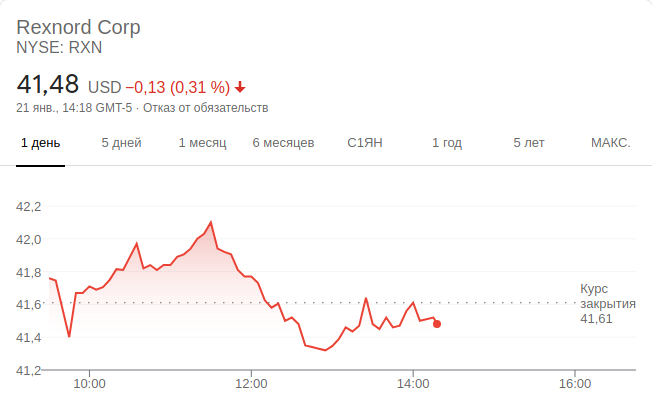 Rexnord Corp
NYSE: RXN
41,48 USD −0,13 (0,31 %)
21 янв., 14:18 GMT-5 · Отказ от обязательств
1 день 5 дней 1 месяц 6 месяцев С1ЯН 1 год 5 лет МАКС.
42,2
42,0
41,8
41,6
41,4
41,2
Курс
закрытия
41,61
10:00 12:00 14:00 16:00